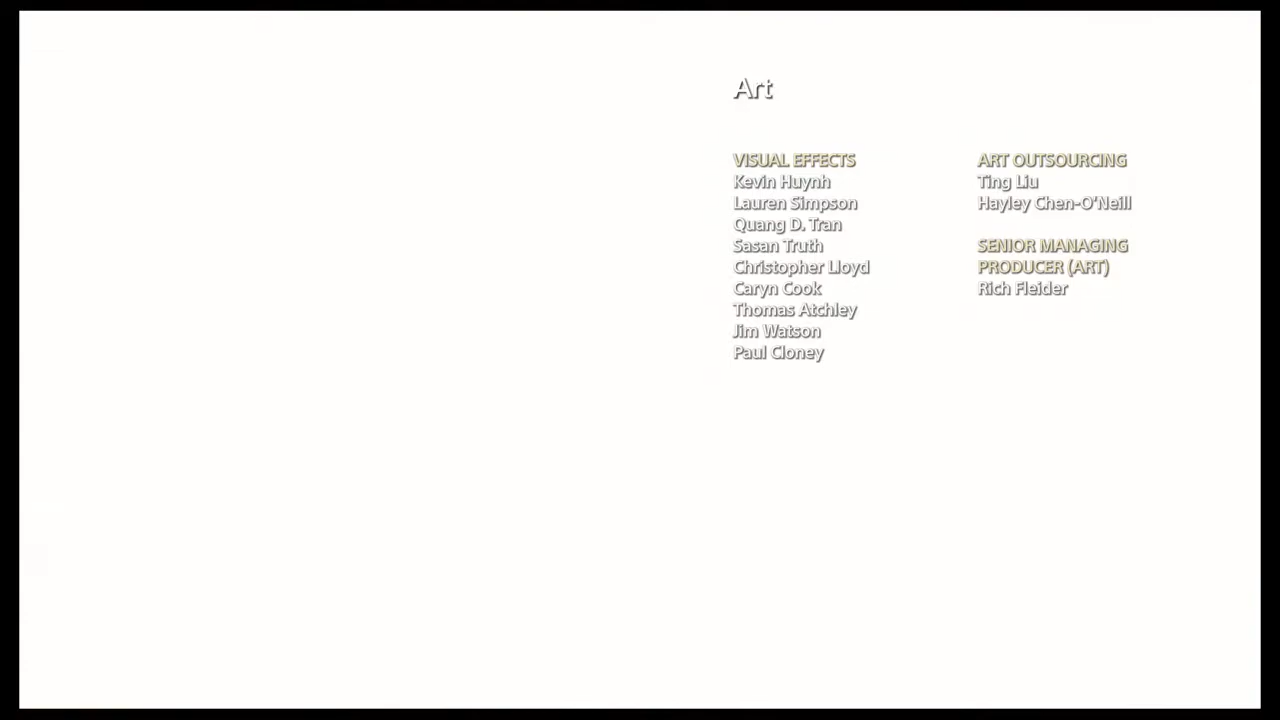 Art
VISUAL EFFECTS
Kevin Huynh
Lauren Simpson
Quang D. Tran
Sasan Truth
Christopher Lloyd
Caryn Cook
Thomas Atchley
Jim Watson
Paul Cloney
ART OUTSOURCING
Ting Liu
Hayley Chen-O'Neill
SENIOR MANAGING
PRODUCER (ART)
Rich Fleider